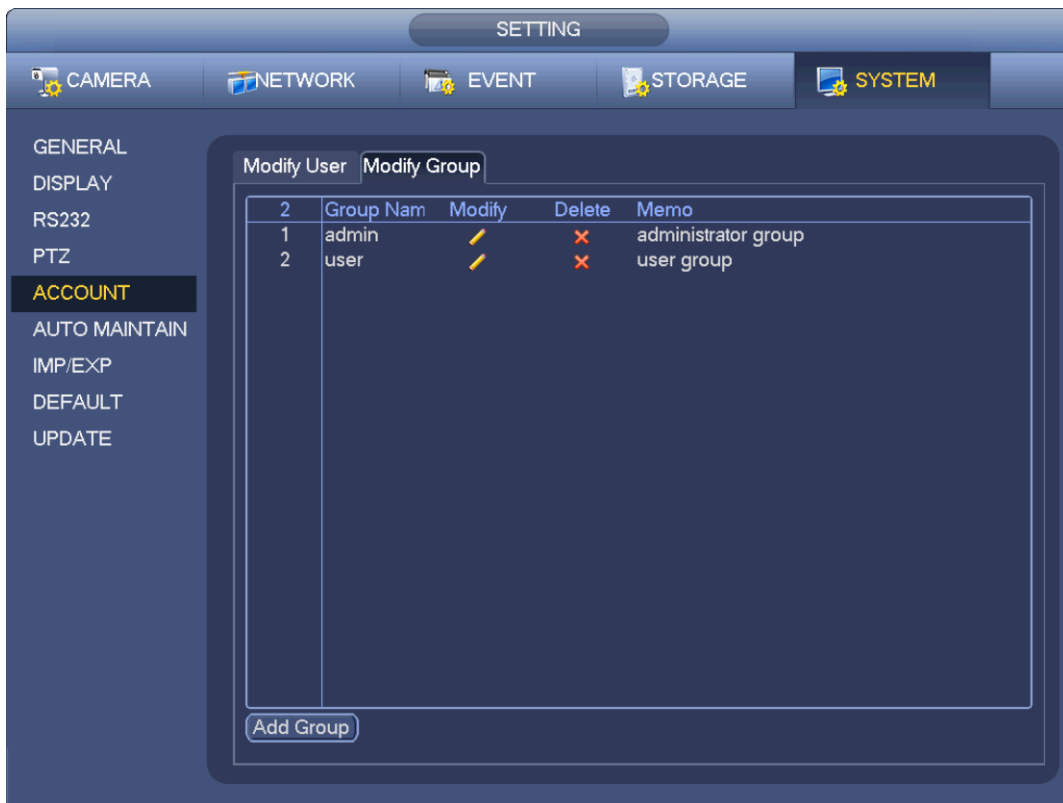 SETTING
CAMERA NETWORK EVENT STORAGE SYSTEM
GENERAL
DISPLAY
RS232
PTZ
ACCOUNT
AUTO MAINTAIN
IMP/EXP
DEFAULT
UPDATE
Modify User Modify Group
2 Group Nam Modify Delete Memo
1 admin administrator group
2 user user group
Add Group